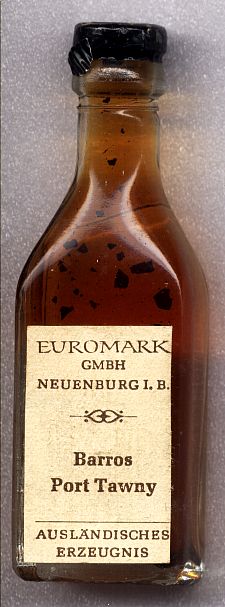 EUROMARK
GMBH
NEUENBURG I. B.
Barros
Port Tawny
AUSLÄNDISCHES
ERZEUGNIS